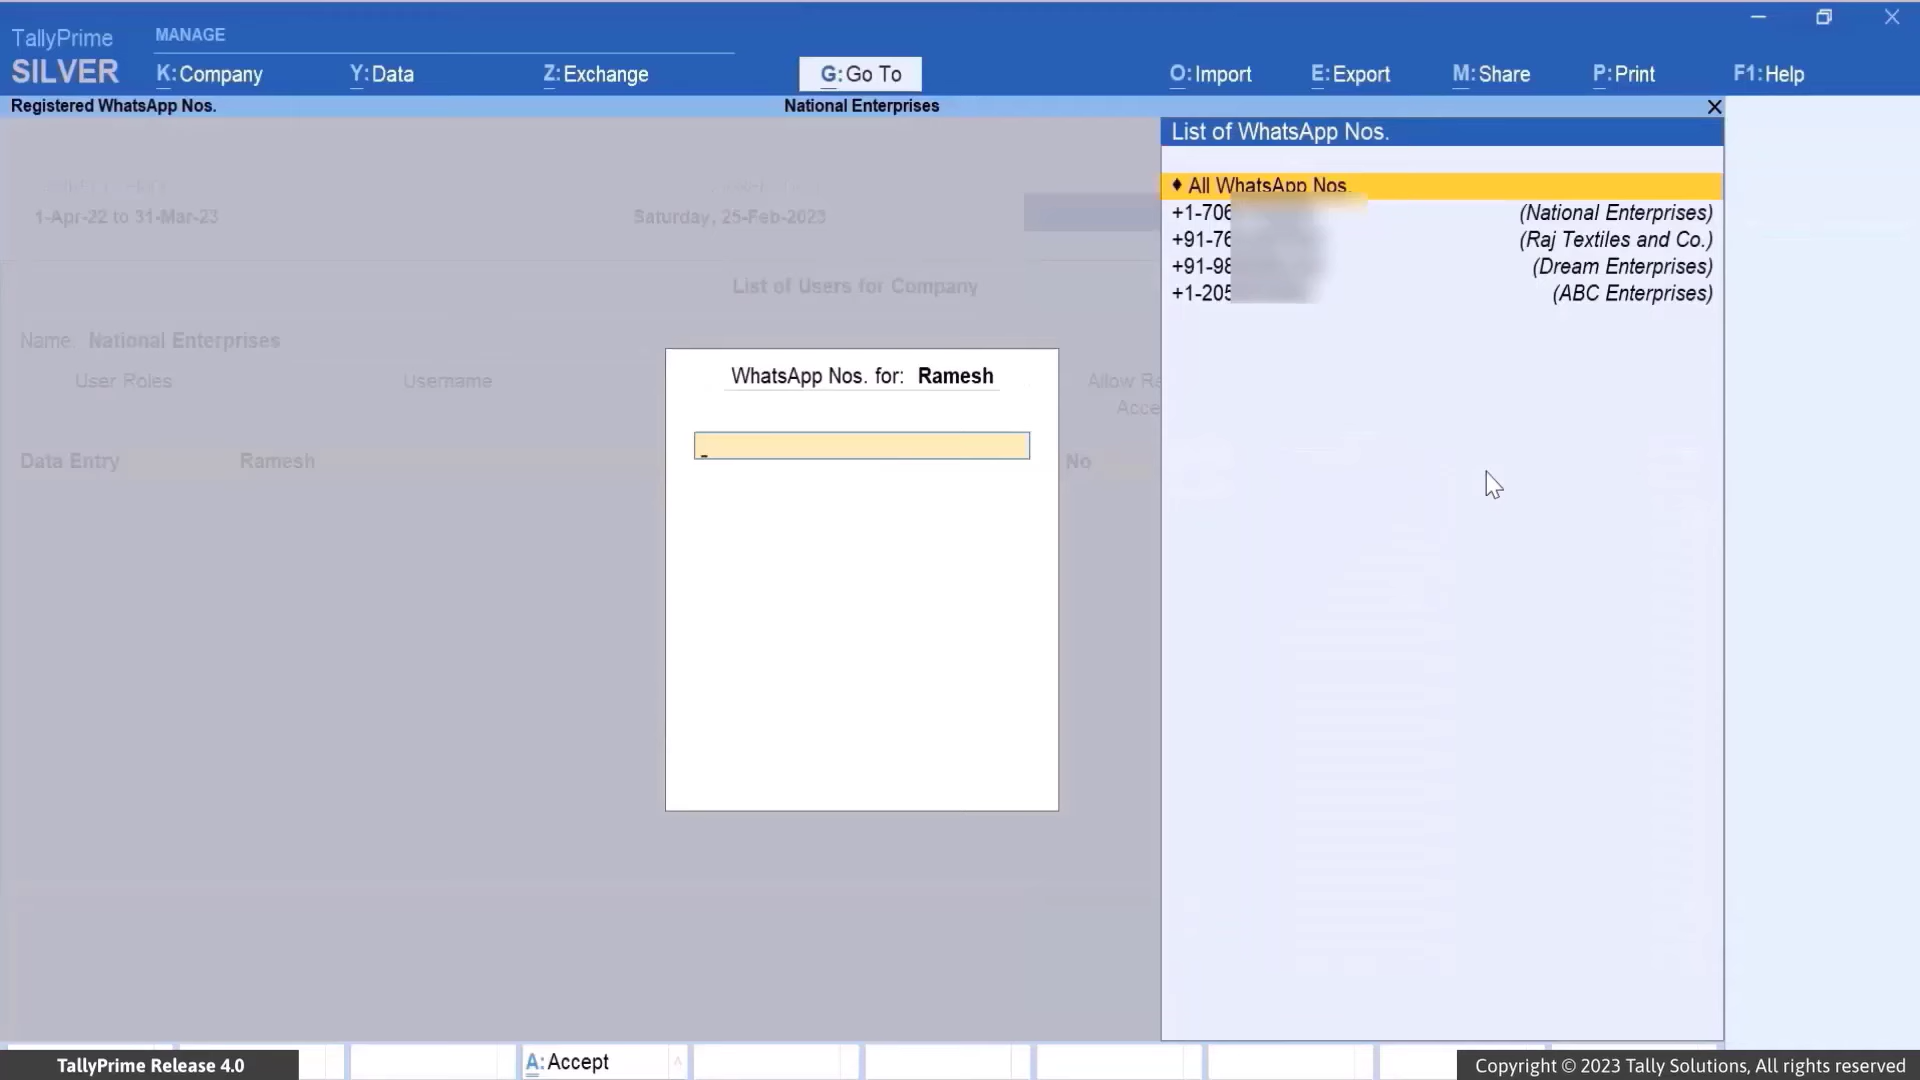 TallyPrime
SILVER
MANAGE
K:Company
Y:Data
Z:Exchange
G:Go To
O:Import
E:Export
M:Share
P:Print
F1:Help
Registered WhatsApp Nos.
National Enterprises
List of WhatsApp Nos.
♦ All WhatsApp Nos.
+1-706 (National Enterprises)
+91-76 (Raj Textiles and Co.)
+91-98 (Dream Enterprises)
+1-205 (ABC Enterprises)
1-Apr-22 to 31-Mar-23
Saturday, 25-Feb-2023
List of Users for Company
Name: National Enterprises
User Roles
Username
Allow Re
Acce
Data Entry
Ramesh
No
WhatsApp Nos. for: Ramesh
A:Accept
TallyPrime Release 4.0
Copyright © 2023 Tally Solutions, All rights reserved